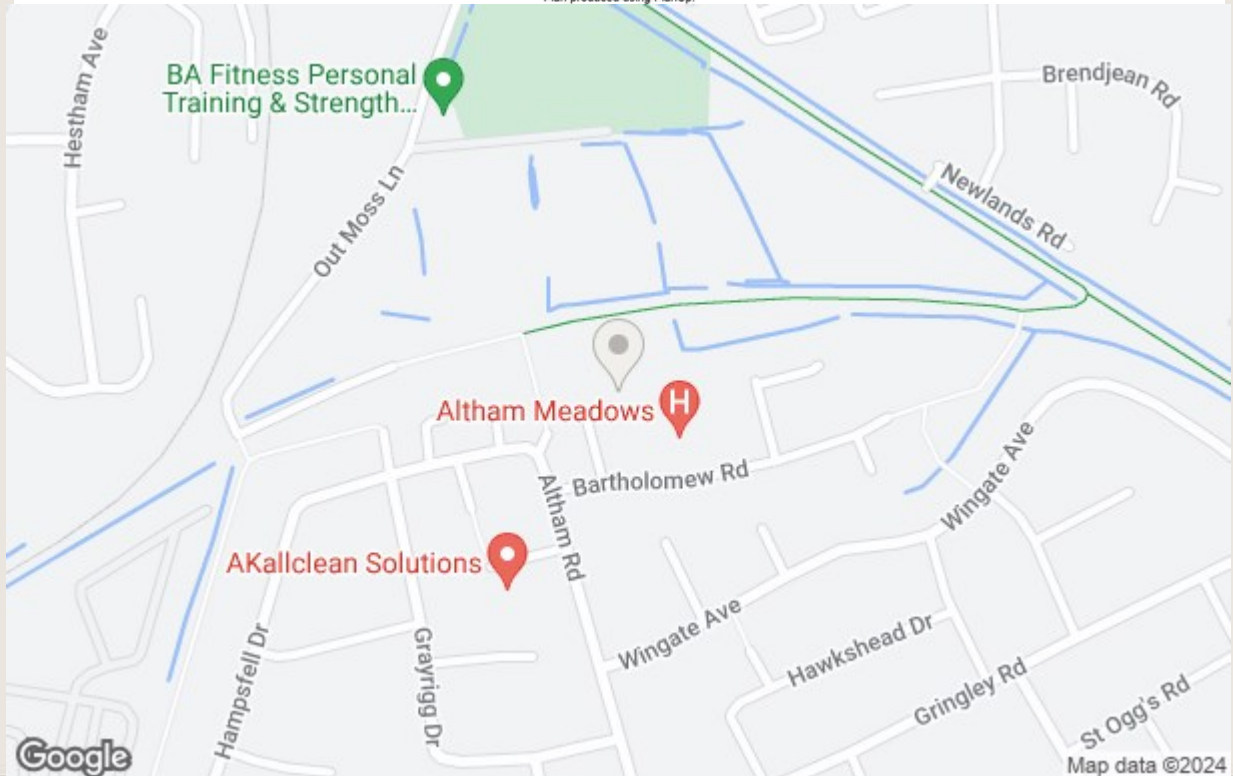 Hestham Ave
BA Fitness Personal
Training & Strength...
Out Moss Ln
Brendjean Rd
Newlands Rd
Altham Meadows
H
Bartholomew Rd
Altham Rd
Wingate Ave
AKallclean Solutions
Hampsfell Dr
Grayrigg Dr
Wingate Ave
Hawkshead Dr
Gringley Rd
St Ogg's Rd
Google
Map data ©2024